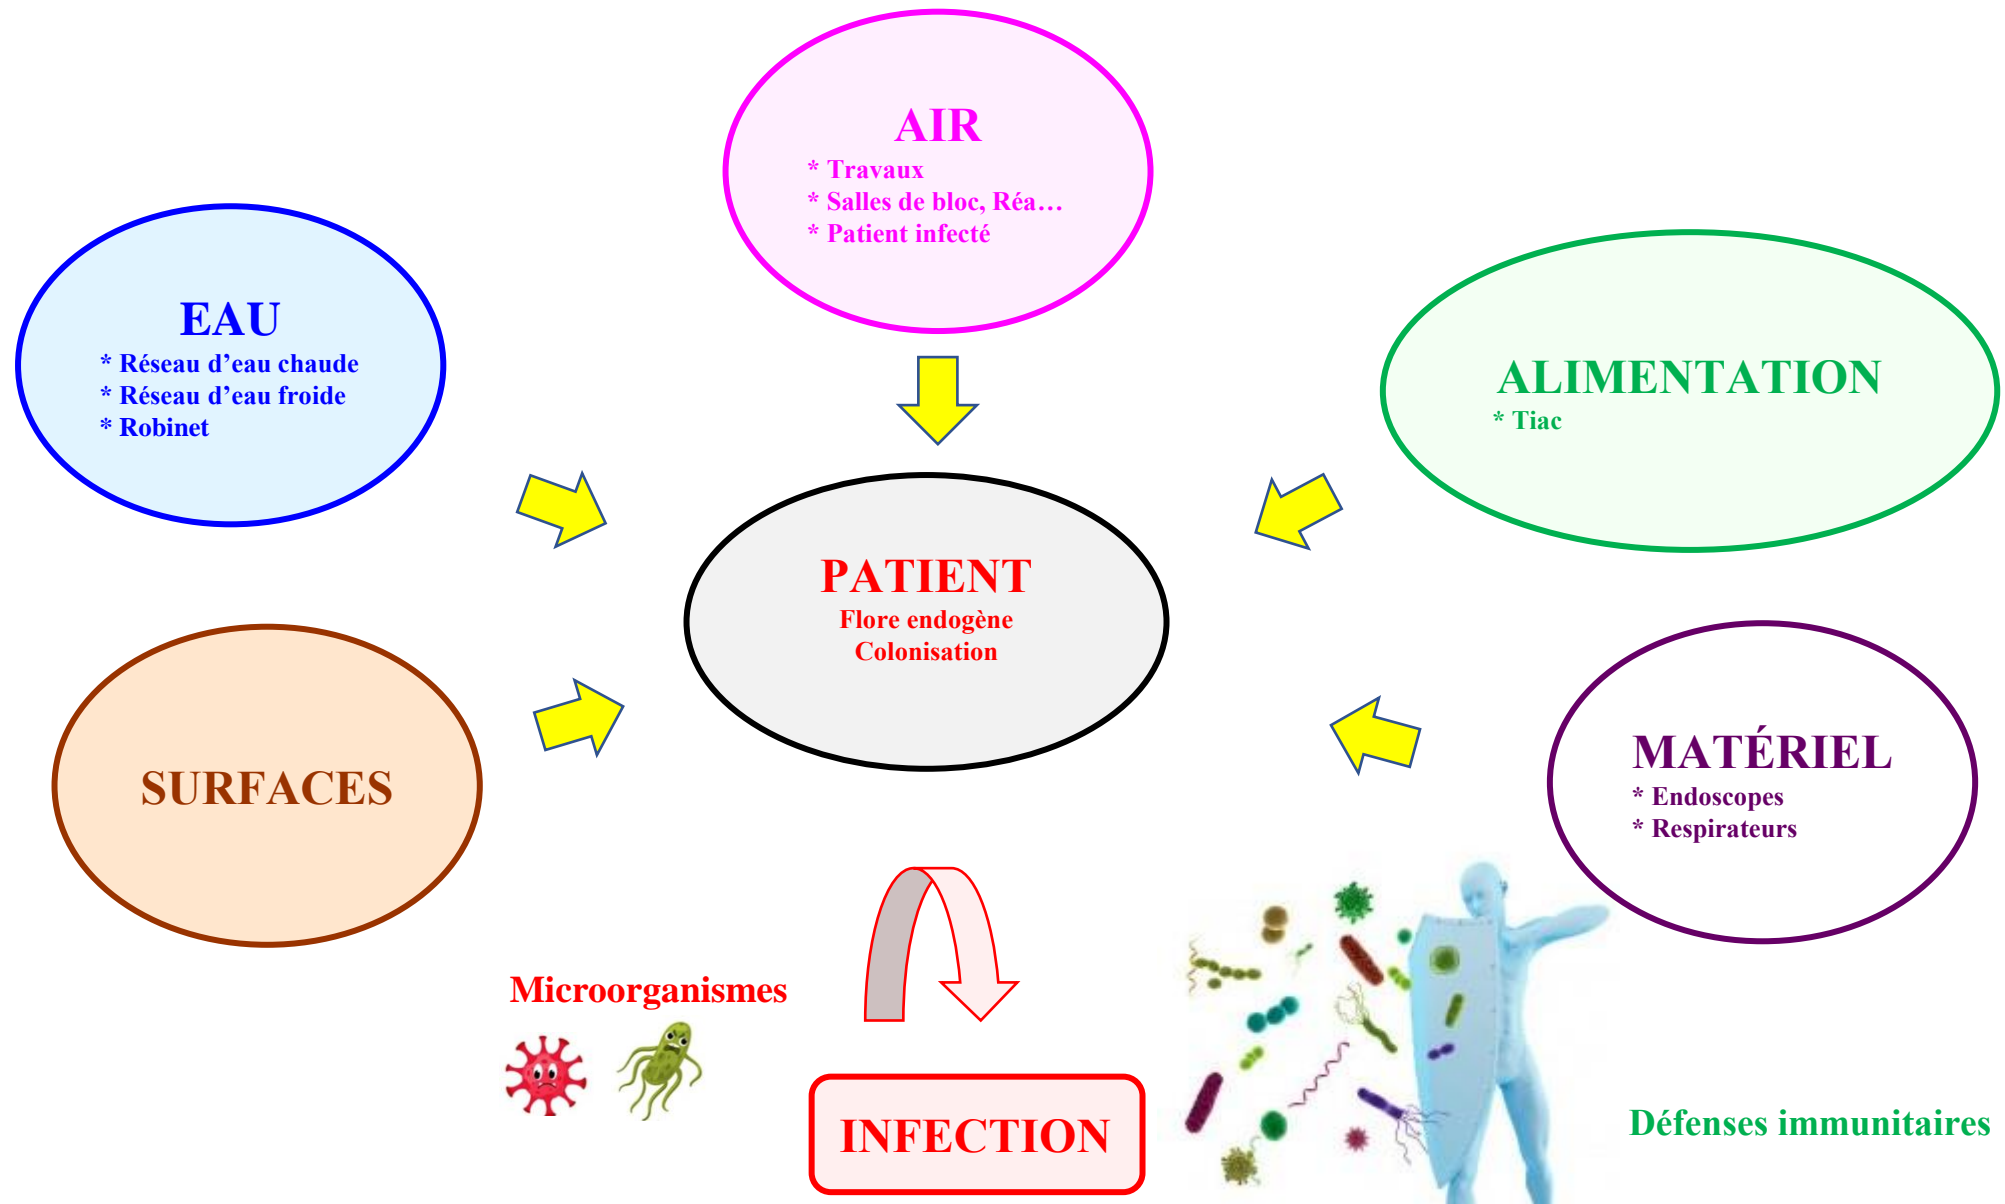 AIR
* Travaux
* Salles de bloc, Réa…
* Patient infecté
EAU
* Réseau d’eau chaude
* Réseau d’eau froide
* Robinet
ALIMENTATION
* Tiac
PATIENT
Flore endogène
Colonisation
SURFACES
MATÉRIEL
* Endoscopes
* Respirateurs
Microorganismes
INFECTION
Défenses immunitaires